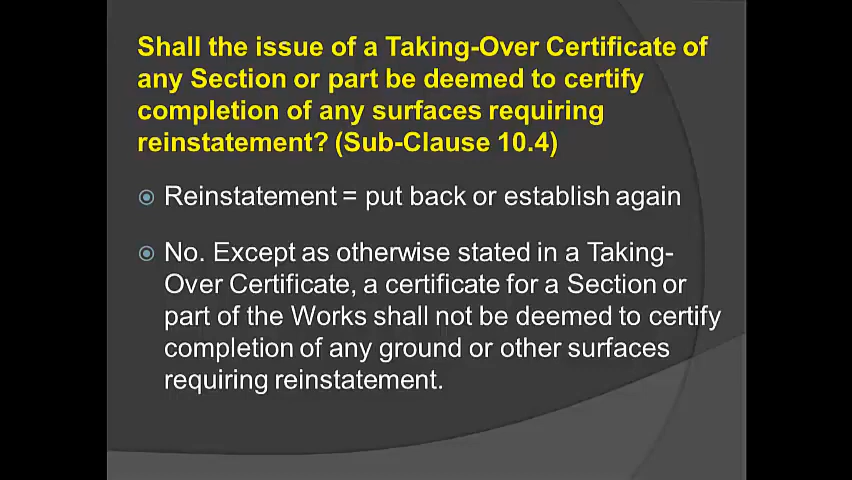 Shall the issue of a Taking-Over Certificate of
any Section or part be deemed to certify
completion of any surfaces requiring
reinstatement? (Sub-Clause 10.4)
Reinstatement = put back or establish again
No. Except as otherwise stated in a Taking-
Over Certificate, a certificate for a Section or
part of the Works shall not be deemed to certify
completion of any ground or other surfaces
requiring reinstatement.